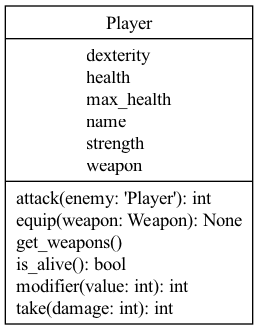 Player
dexterity
health
max_health
name
strength
weapon
attack(enemy: 'Player'): int
equip(weapon: Weapon): None
get_weapons()
is_alive(): bool
modifier(value: int): int
take(damage: int): int